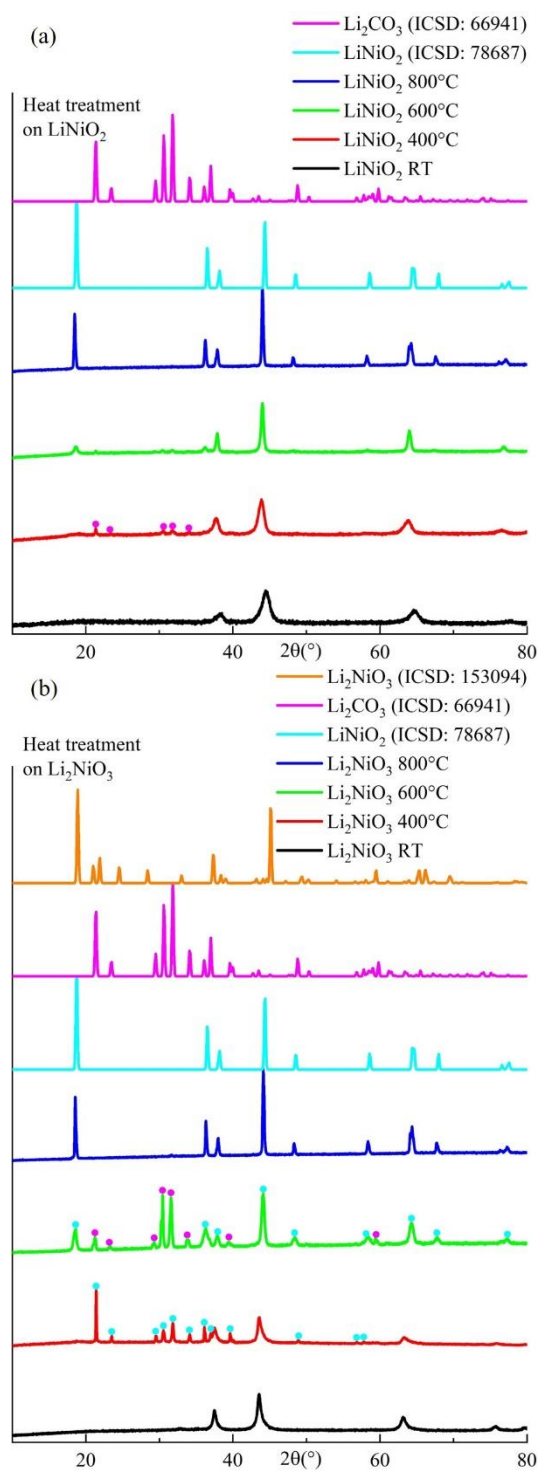 (a)
Li₂CO₃ (ICSD: 66941)
LiNiO₂ (ICSD: 78687)
LiNiO₂ 800°C
LiNiO₂ 600°C
LiNiO₂ 400°C
LiNiO₂ RT
Heat treatment
on LiNiO₂
20 40 2θ(°) 60 80
(b)
Li₂NiO₃ (ICSD: 153094)
Li₂CO₃ (ICSD: 66941)
LiNiO₂ (ICSD: 78687)
Li₂NiO₃ 800°C
Li₂NiO₃ 600°C
Li₂NiO₃ 400°C
Li₂NiO₃ RT
Heat treatment
on Li₂NiO₃
20 40 2θ(°) 60 80